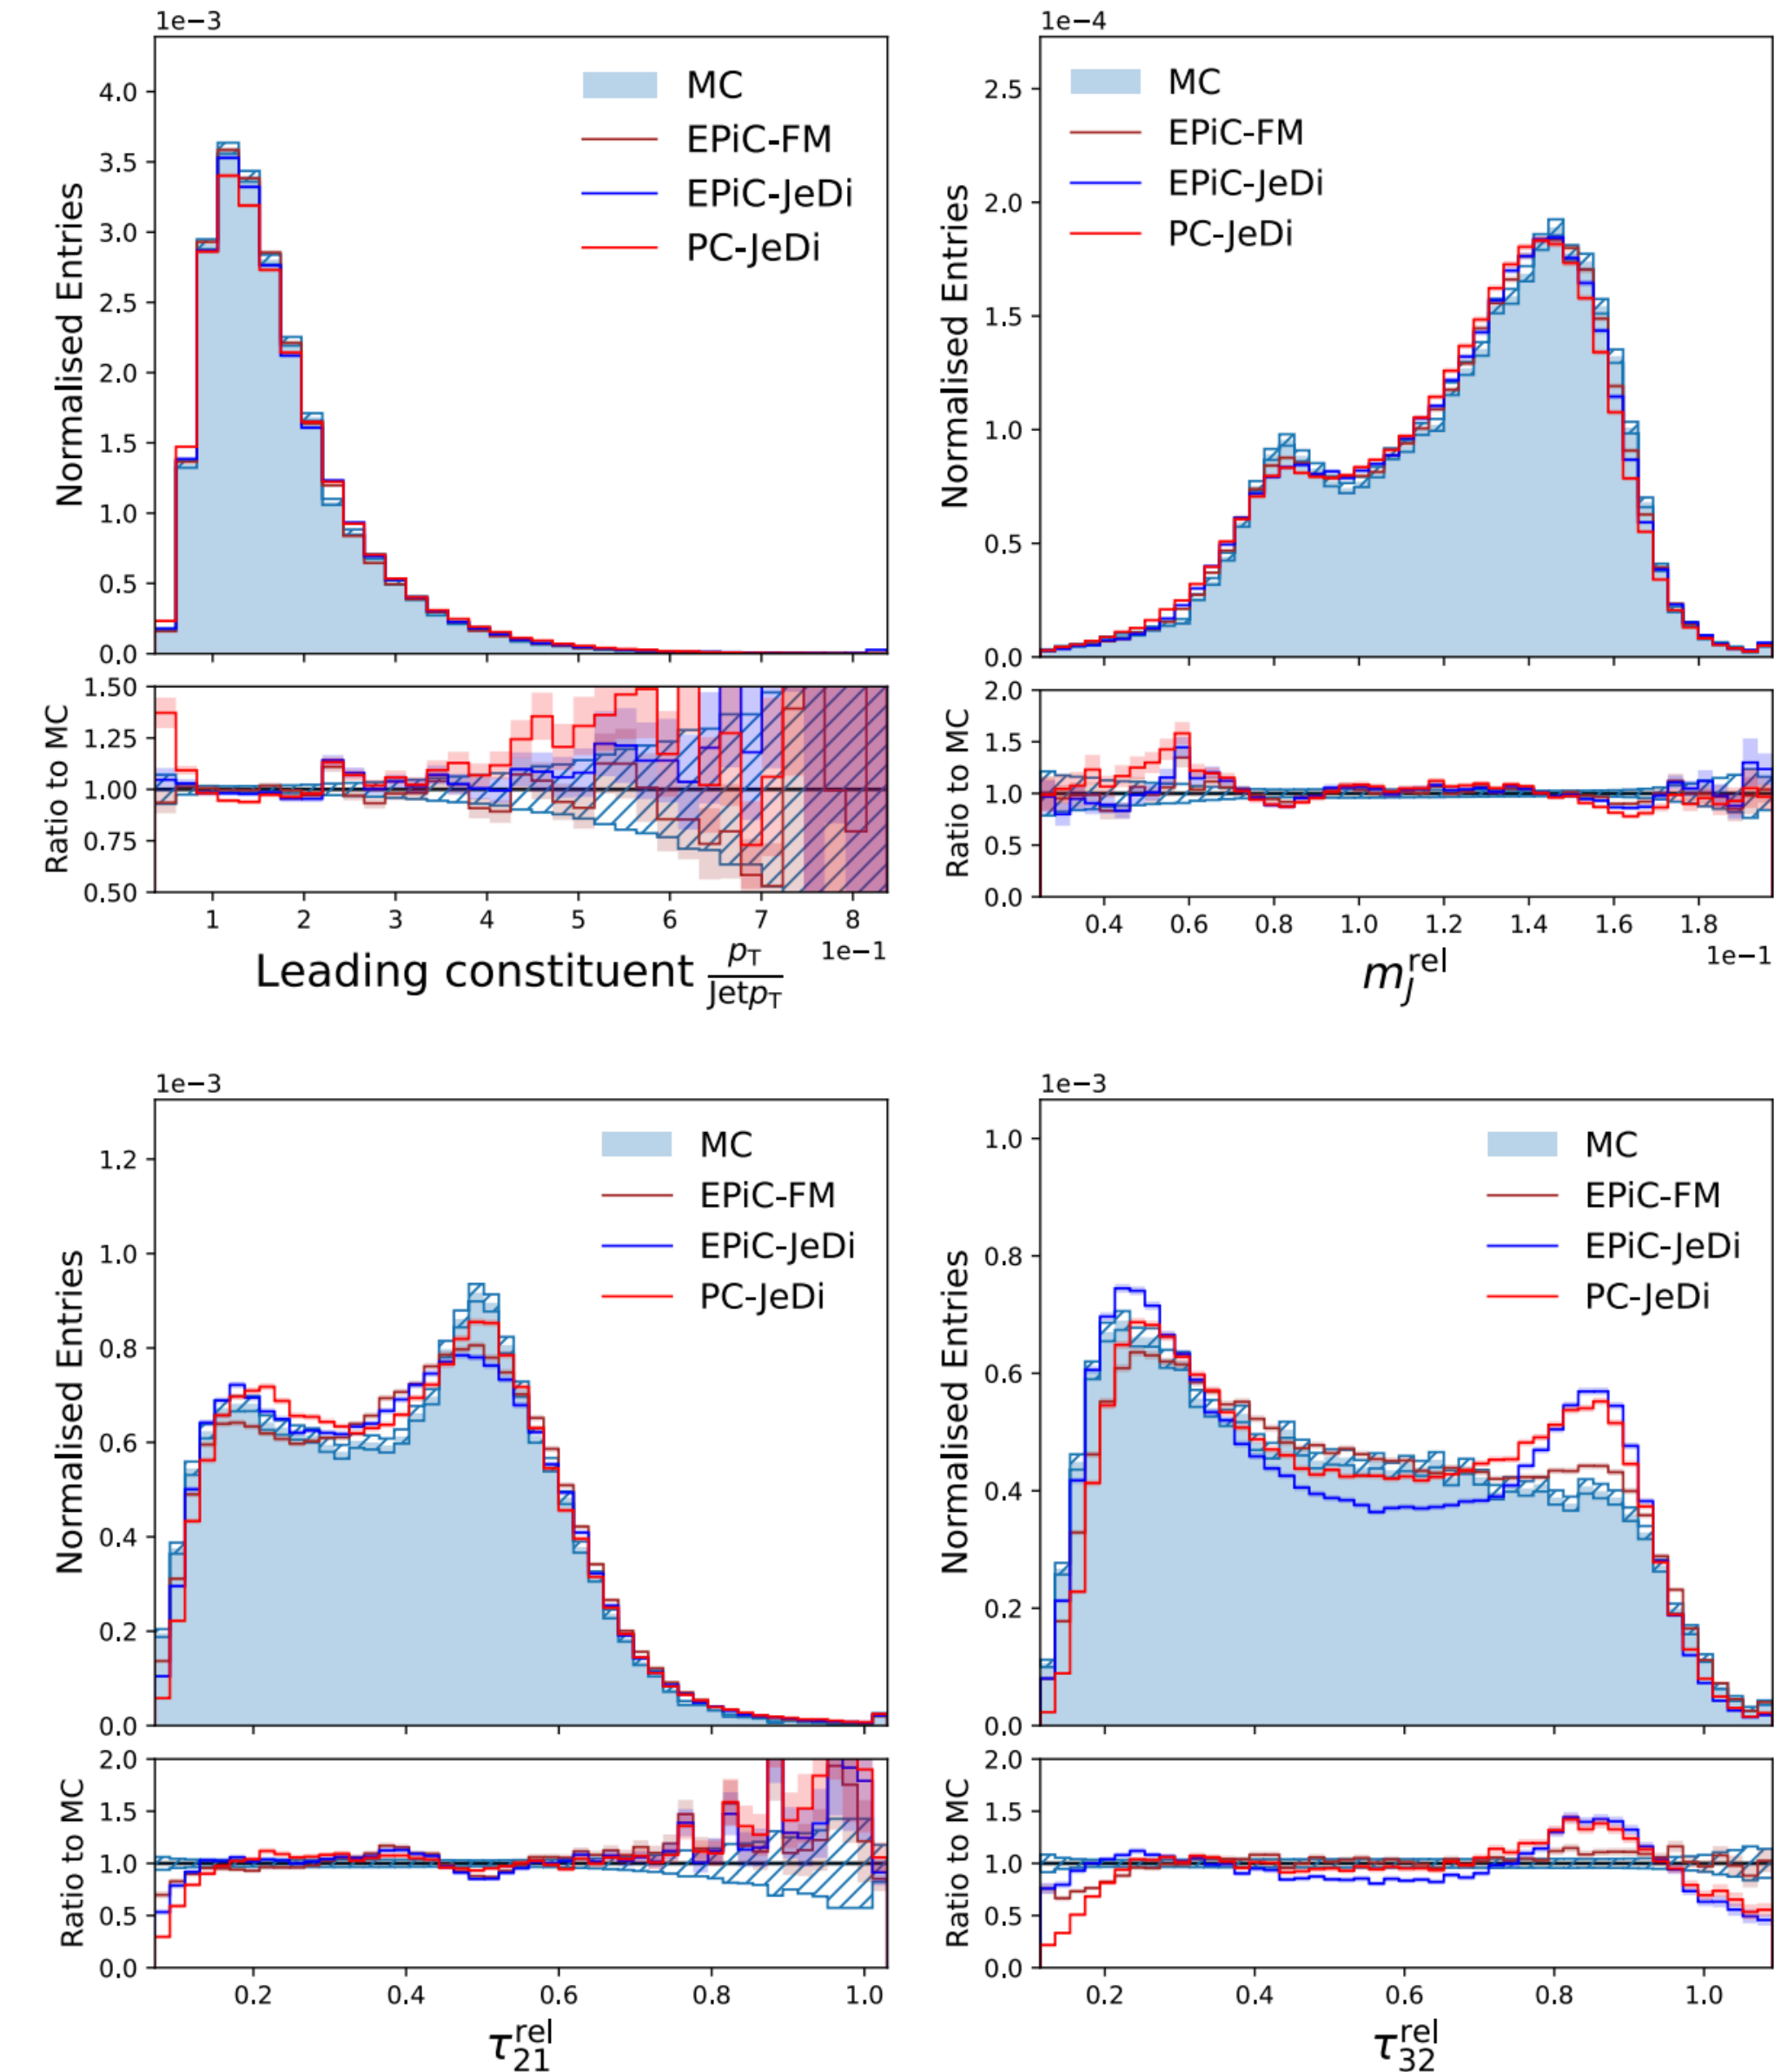 1e−3
Normalised Entries
4.0
3.5
3.0
2.5
2.0
1.5
1.0
0.5
0.0
MC
EPiC-FM
EPiC-JeDi
PC-JeDi
Ratio to MC
1.50
1.25
1.00
0.75
0.50
1 2 3 4 5 6 7 8
1e−1
Leading constituent pT / Jet pT
1e−4
Normalised Entries
2.5
2.0
1.5
1.0
0.5
0.0
MC
EPiC-FM
EPiC-JeDi
PC-JeDi
Ratio to MC
2.0
1.5
1.0
0.5
0.0
0.4 0.6 0.8 1.0 1.2 1.4 1.6 1.8
1e−1
m_J^rel
1e−3
Normalised Entries
1.2
1.0
0.8
0.6
0.4
0.2
0.0
MC
EPiC-FM
EPiC-JeDi
PC-JeDi
Ratio to MC
2.0
1.5
1.0
0.5
0.0
0.2 0.4 0.6 0.8 1.0
τ_21^rel
1e−3
Normalised Entries
1.0
0.8
0.6
0.4
0.2
0.0
MC
EPiC-FM
EPiC-JeDi
PC-JeDi
Ratio to MC
2.0
1.5
1.0
0.5
0.0
0.2 0.4 0.6 0.8 1.0
τ_32^rel